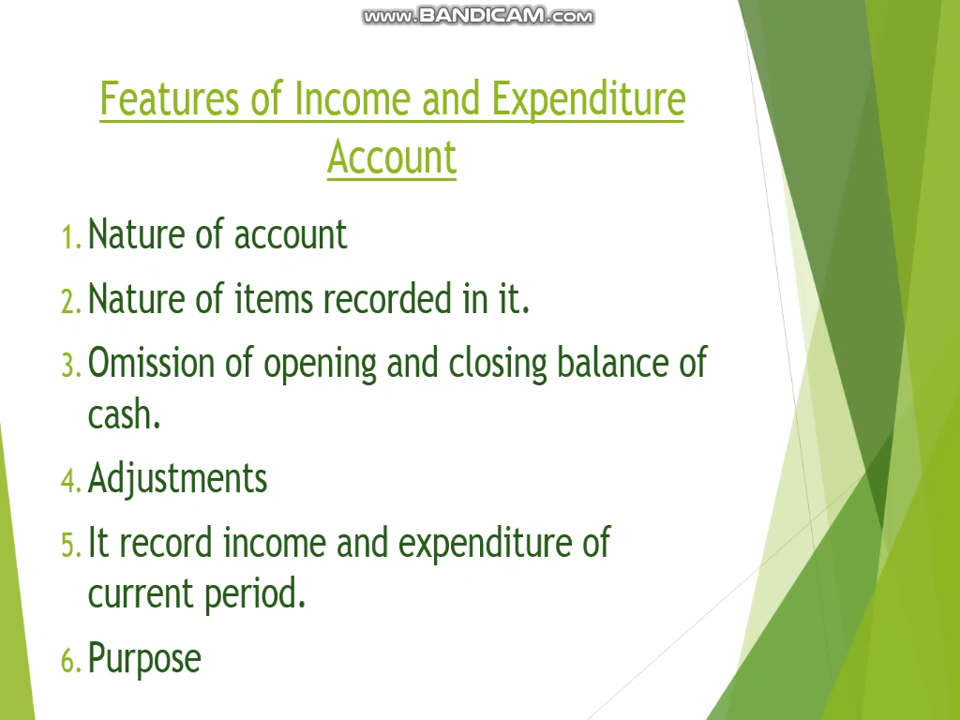 www.BANDICAM.com
Features of Income and Expenditure
Account
1. Nature of account
2. Nature of items recorded in it.
3. Omission of opening and closing balance of
cash.
4. Adjustments
5. It record income and expenditure of
current period.
6. Purpose